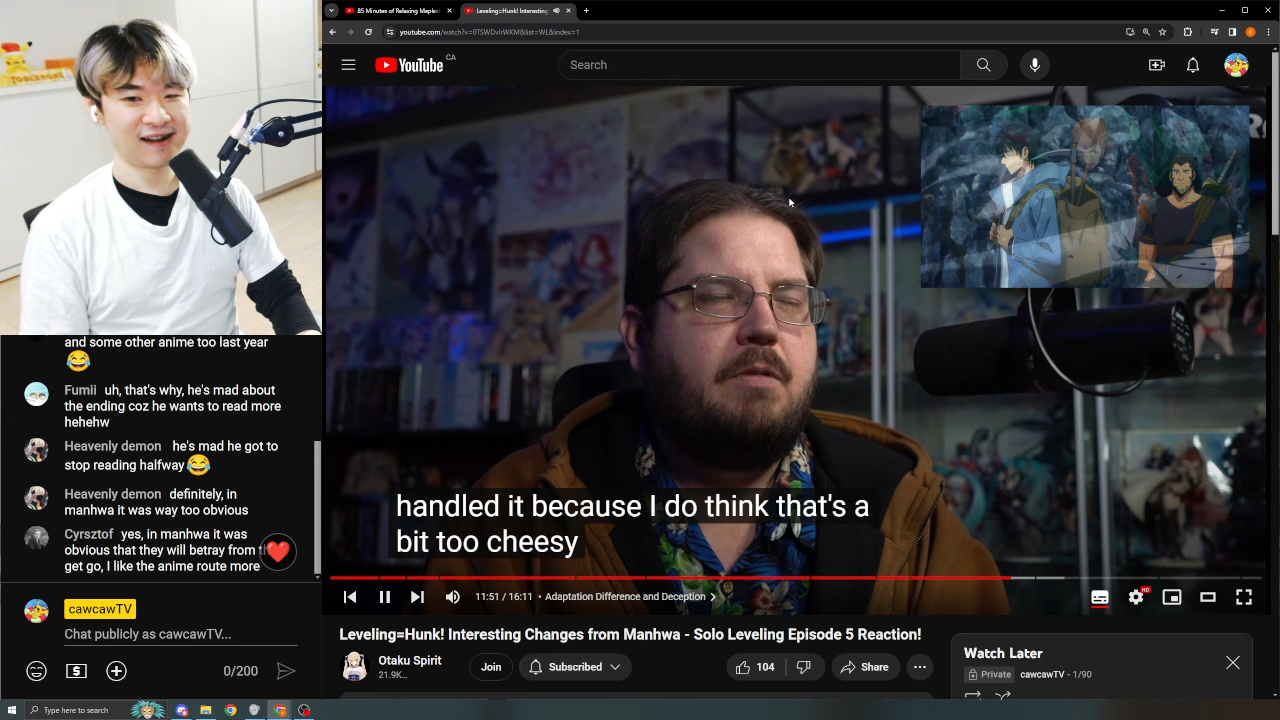 85 Minutes of Relaxing Maples
Leveling=Hunk! Interesting
youtube.com/watch?v=0TSWDvIrWKM&list=WL&index=1
YouTube
CA
Search
and some other anime too last year
😂
Fumii uh, that's why, he's mad about
the ending coz he wants to read more
hehehw
Heavenly demon he's mad he got to
stop reading halfway😂
Heavenly demon definitely, in
manhwa it was way too obvious
Cyrsztof yes, in manhwa it was
obvious that they will betray from
get go, I like the anime route more
cawcawTV
Chat publicly as cawcawTV...
0/200
handled it because I do think that's a
bit too cheesy
11:51 / 16:11 • Adaptation Difference and Deception
HD
Leveling=Hunk! Interesting Changes from Manhwa - Solo Leveling Episode 5 Reaction!
Otaku Spirit
21.9K...
Join
Subscribed
104
Share
Watch Later
Private cawcawTV - 1/90
Type here to search